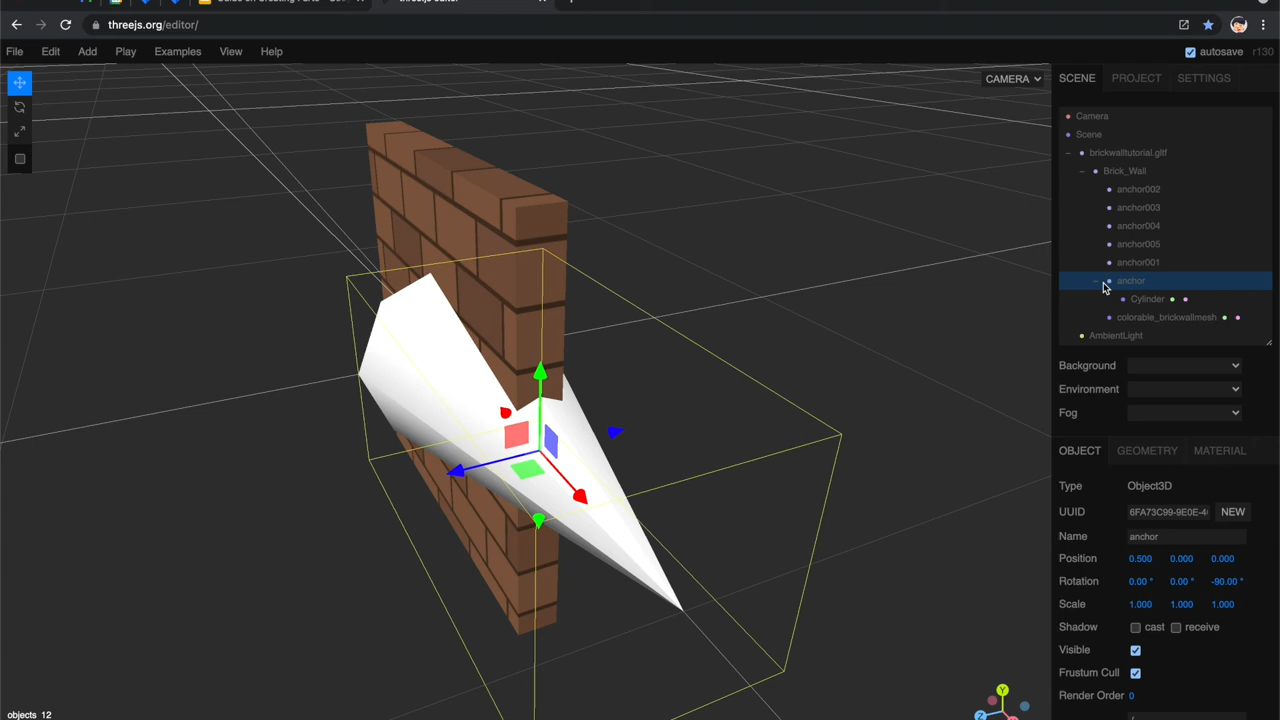 threejs.org/editor/
File Edit Add Play Examples View Help
autosave r130
CAMERA
SCENE PROJECT SETTINGS
Camera
Scene
brickwalltutorial.gltf
Brick_Wall
anchor002
anchor003
anchor004
anchor005
anchor001
anchor
Cylinder
colorable_brickwallmesh
AmbientLight
Background
Environment
Fog
OBJECT GEOMETRY MATERIAL
Type Object3D
UUID 6FA73C99-9E0E-4 NEW
Name anchor
Position 0.500 0.000 0.000
Rotation 0.00 ° 0.00 ° -90.00 °
Scale 1.000 1.000 1.000
Shadow cast receive
Visible
Frustum Cull
Render Order 0
Y
Z
objects 12